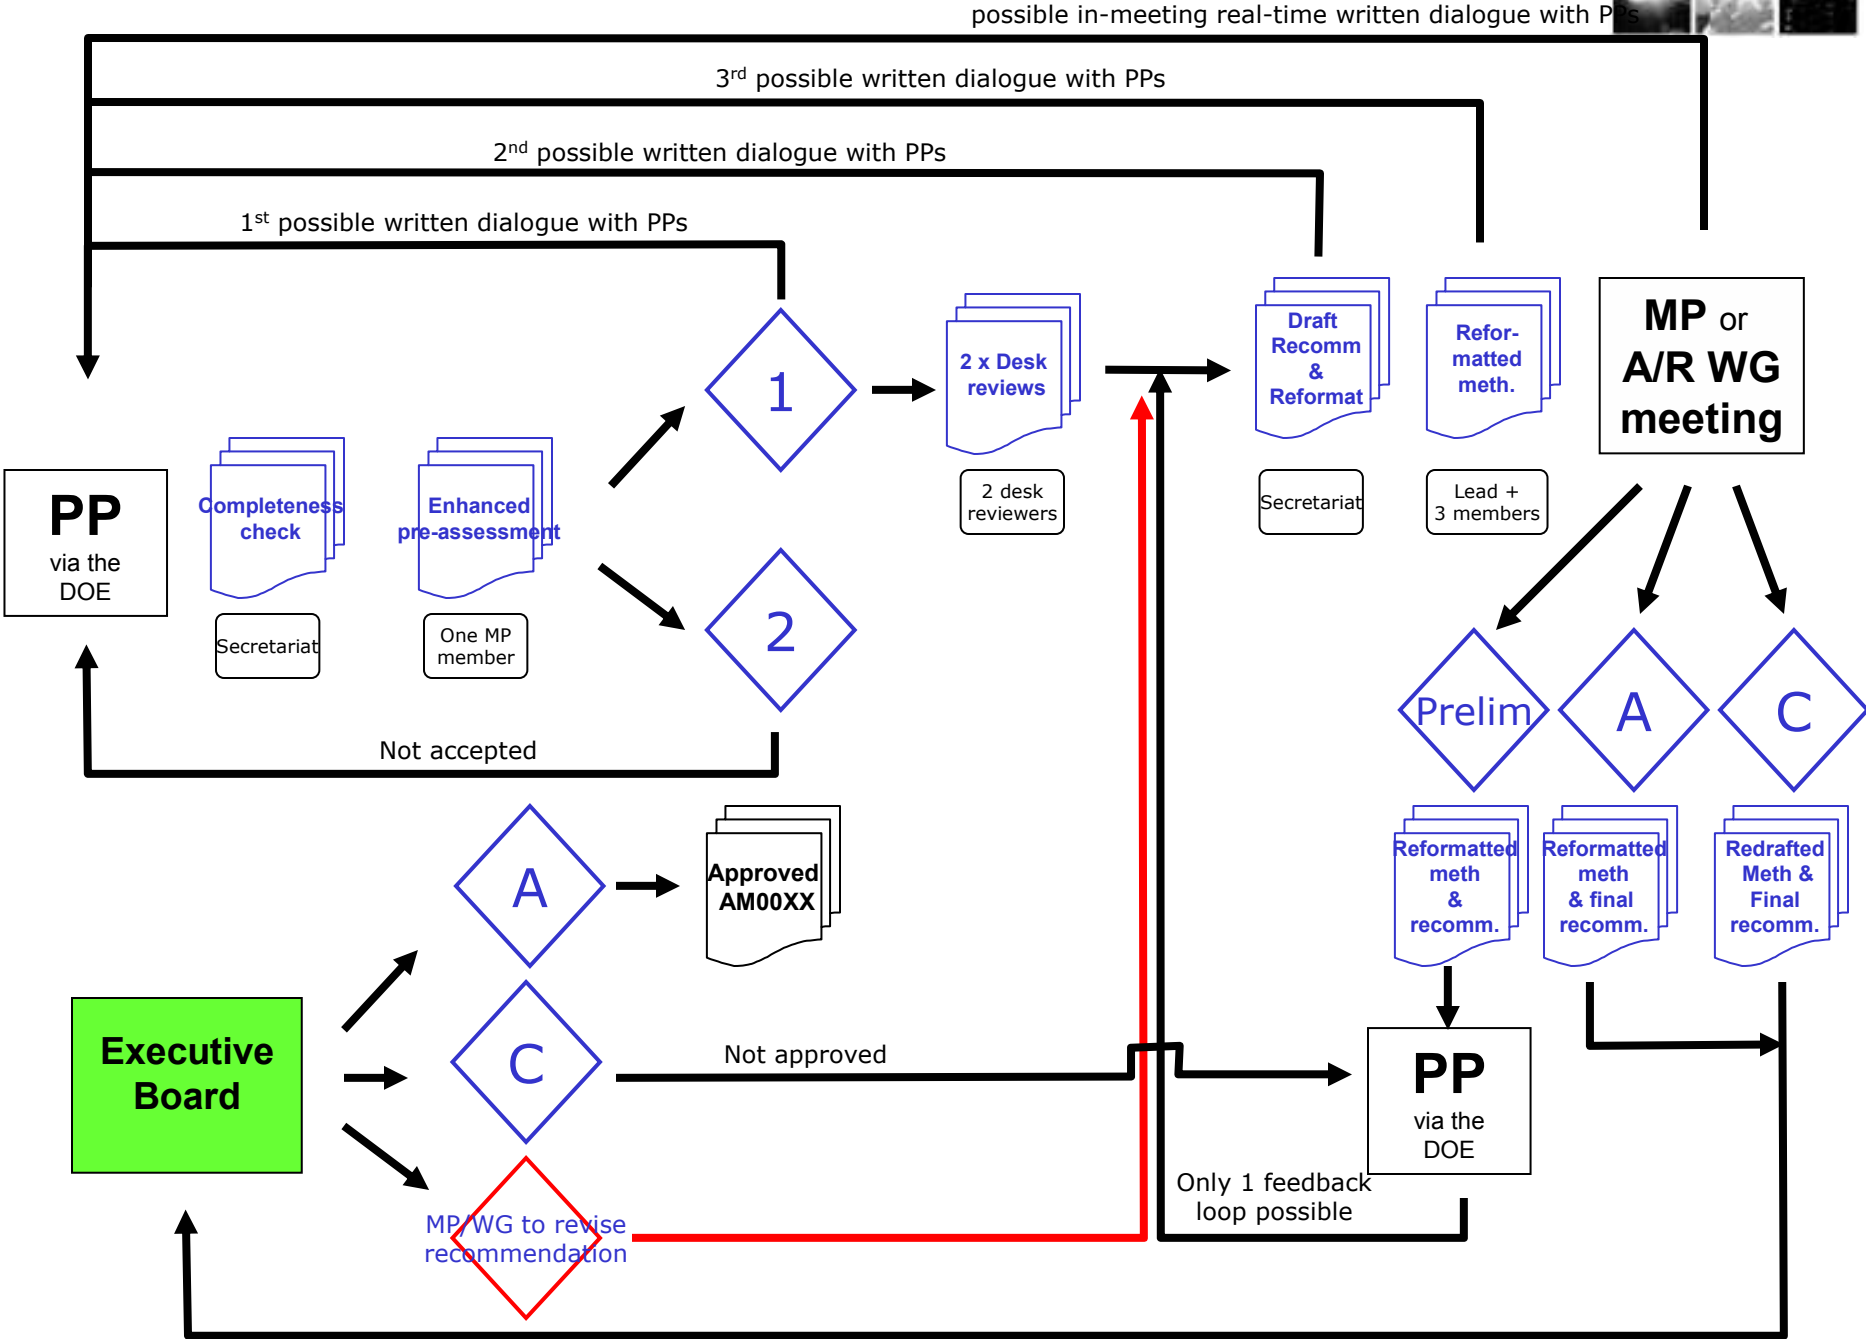 possible in-meeting real-time written dialogue with PPs
3rd possible written dialogue with PPs
2nd possible written dialogue with PPs
1st possible written dialogue with PPs
PP
via the
DOE
Completeness
check
Secretariat
Enhanced
pre-assessment
One MP
member
1
2
Not accepted
2 x Desk
reviews
2 desk
reviewers
Draft
Recomm
&
Reformat
Secretariat
Refor-
matted
meth.
Lead +
3 members
MP or
A/R WG
meeting
Prelim
A
C
Reformatted
meth
&
recomm.
Reformatted
meth
& final
recomm.
Redrafted
Meth &
Final
recomm.
A
Approved
AM00XX
Executive
Board
C
Not approved
PP
via the
DOE
Only 1 feedback
loop possible
MP/WG to revise
recommendation